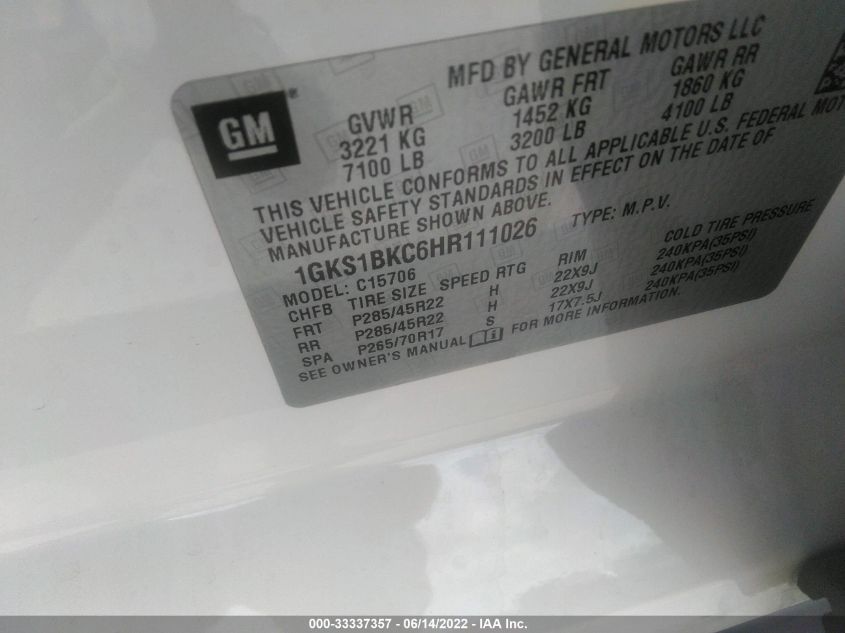 MFD BY GENERAL MOTORS LLC
GM
GVWR GAWR FRT GAWR RR
3221 KG 1452 KG 1860 KG
7100 LB 3200 LB 4100 LB
THIS VEHICLE CONFORMS TO ALL APPLICABLE U.S. FEDERAL MOT
VEHICLE SAFETY STANDARDS IN EFFECT ON THE DATE OF
MANUFACTURE SHOWN ABOVE.
1GKS1BKC6HR111026 TYPE: M.P.V.
MODEL: C15706
CHFB TIRE SIZE SPEED RTG RIM COLD TIRE PRESSURE
FRT P285/45R22 H 22X9J 240KPA(35PSI)
RR P285/45R22 H 22X9J 240KPA(35PSI)
SPA P265/70R17 S 17X7.5J 240KPA(35PSI)
SEE OWNER'S MANUAL FOR MORE INFORMATION.
000-33337357 - 06/14/2022 - IAA Inc.